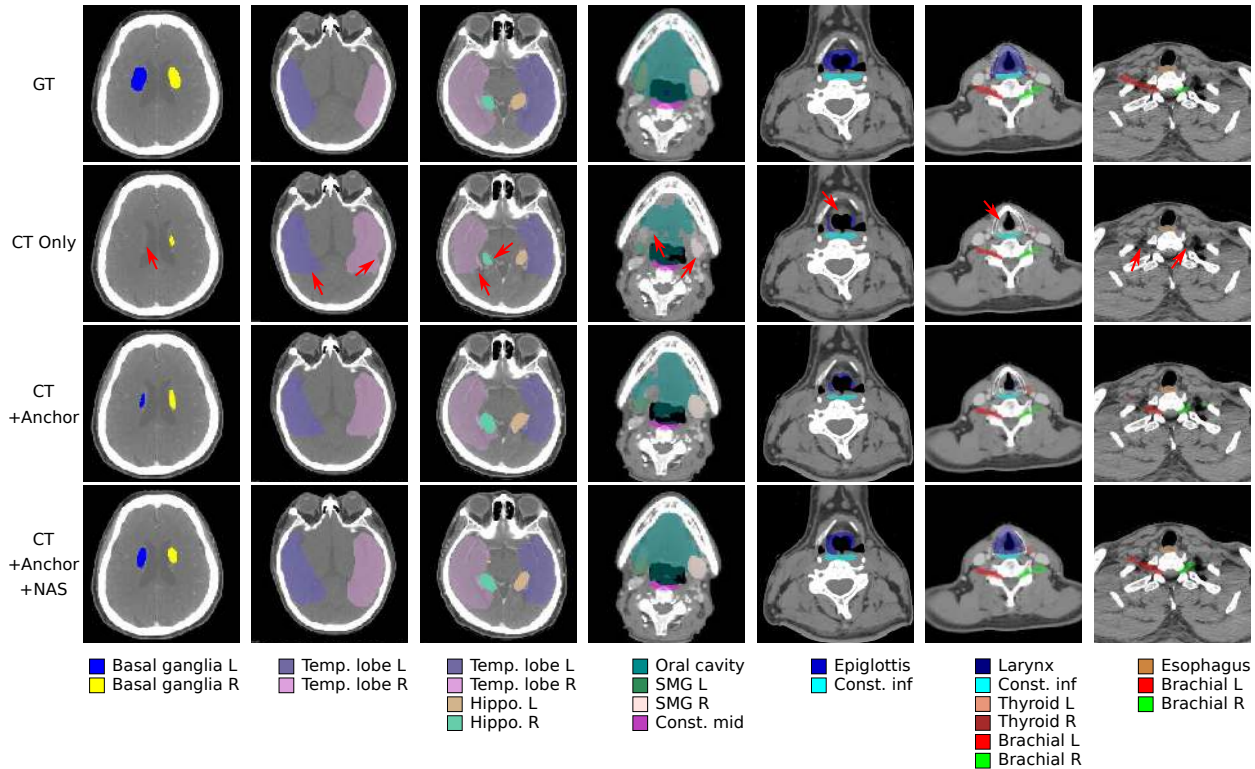 GT
CT Only
CT
+Anchor
CT
+Anchor
+NAS
Basal ganglia L
Basal ganglia R
Temp. lobe L
Temp. lobe R
Temp. lobe L
Temp. lobe R
Hippo. L
Hippo. R
Oral cavity
SMG L
SMG R
Const. mid
Epiglottis
Const. inf
Larynx
Const. inf
Thyroid L
Thyroid R
Brachial L
Brachial R
Esophagus
Brachial L
Brachial R